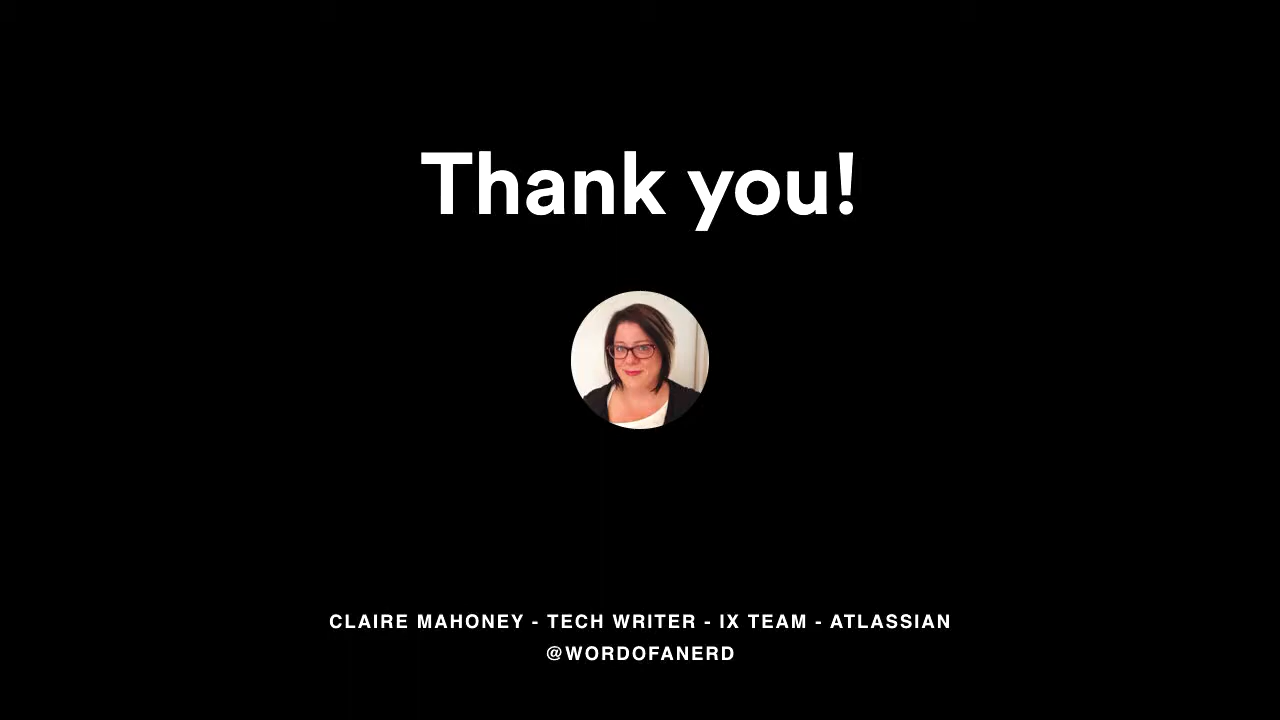 Thank you!
CLAIRE MAHONEY - TECH WRITER - IX TEAM - ATLASSIAN
@WORDOFANERD